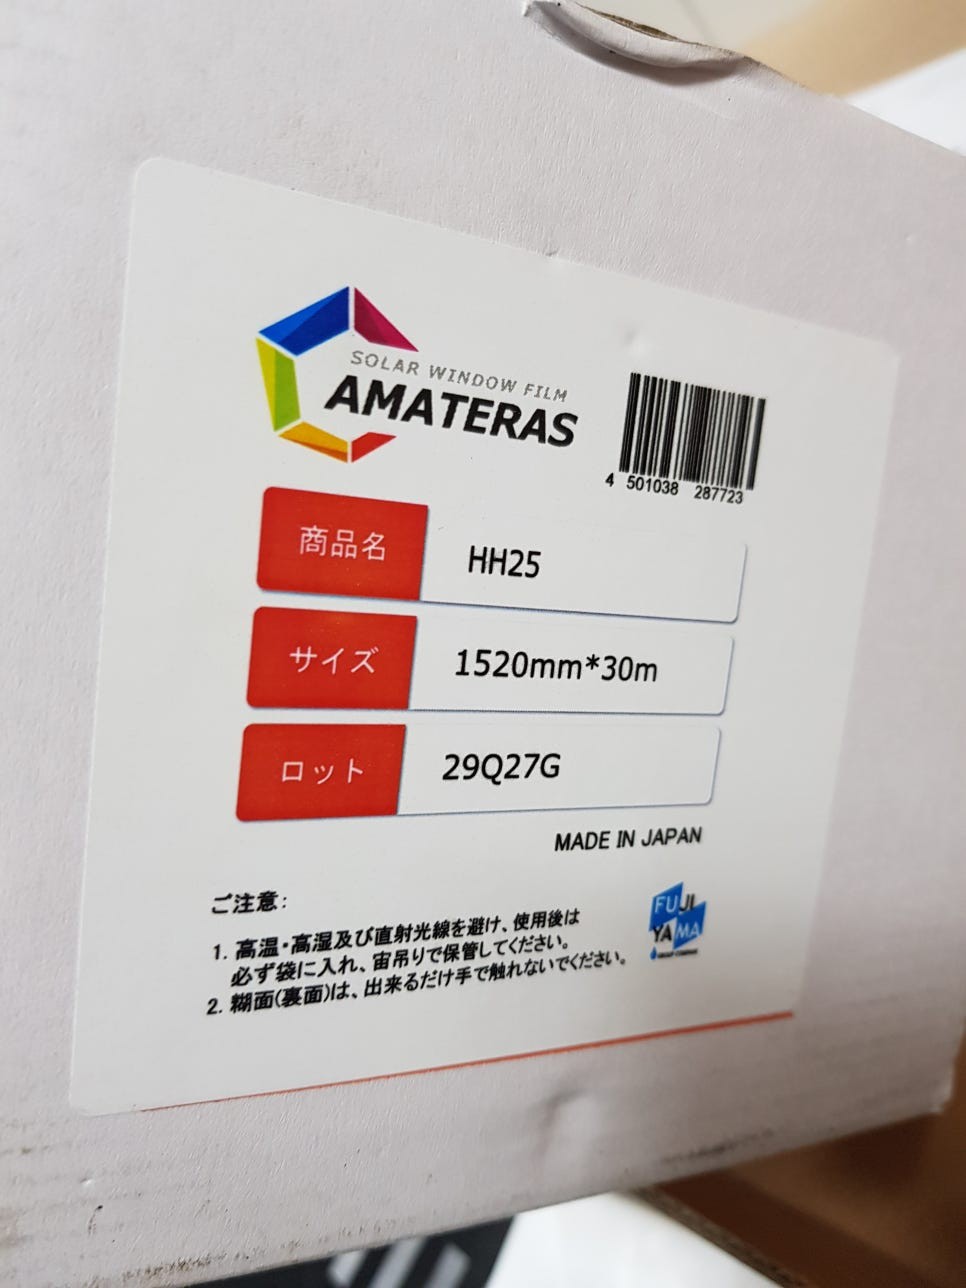 SOLAR WINDOW FILM
AMATERAS
4 501038 287723
商品名 HH25
サイズ 1520mm*30m
ロット 29Q27G
MADE IN JAPAN
ご注意:
1. 高温・高湿及び直射光線を避け、使用後は
必ず袋に入れ、宙吊りで保管してください。
2. 糊面(裏面)は、出来るだけ手で触れないでください。
FUJI
YAMA
GROUP COMPANY